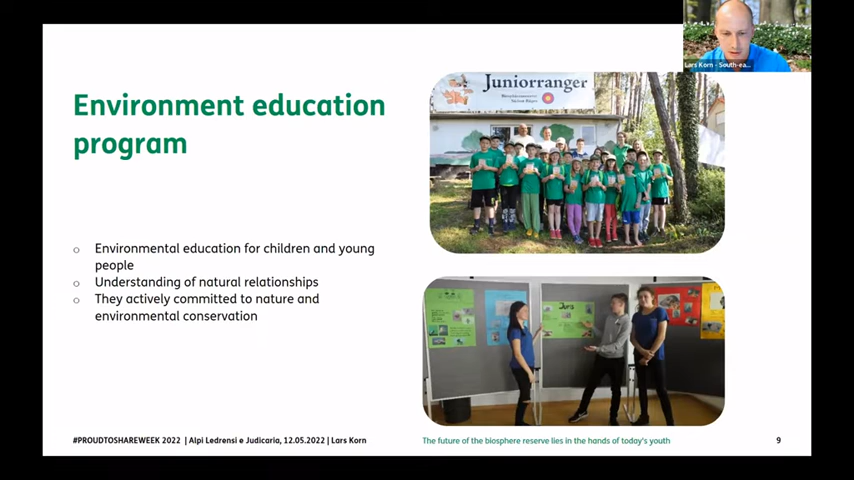 Lars Korn - South-ea...
Juniorranger
Environment education
program
o Environmental education for children and young
people
o Understanding of natural relationships
o They actively committed to nature and
environmental conservation
#PROUDTOSHAREWEEK 2022 | Alpi Ledrensi e Judicaria, 12.05.2022 | Lars Korn
The future of the biosphere reserve lies in the hands of today's youth
9